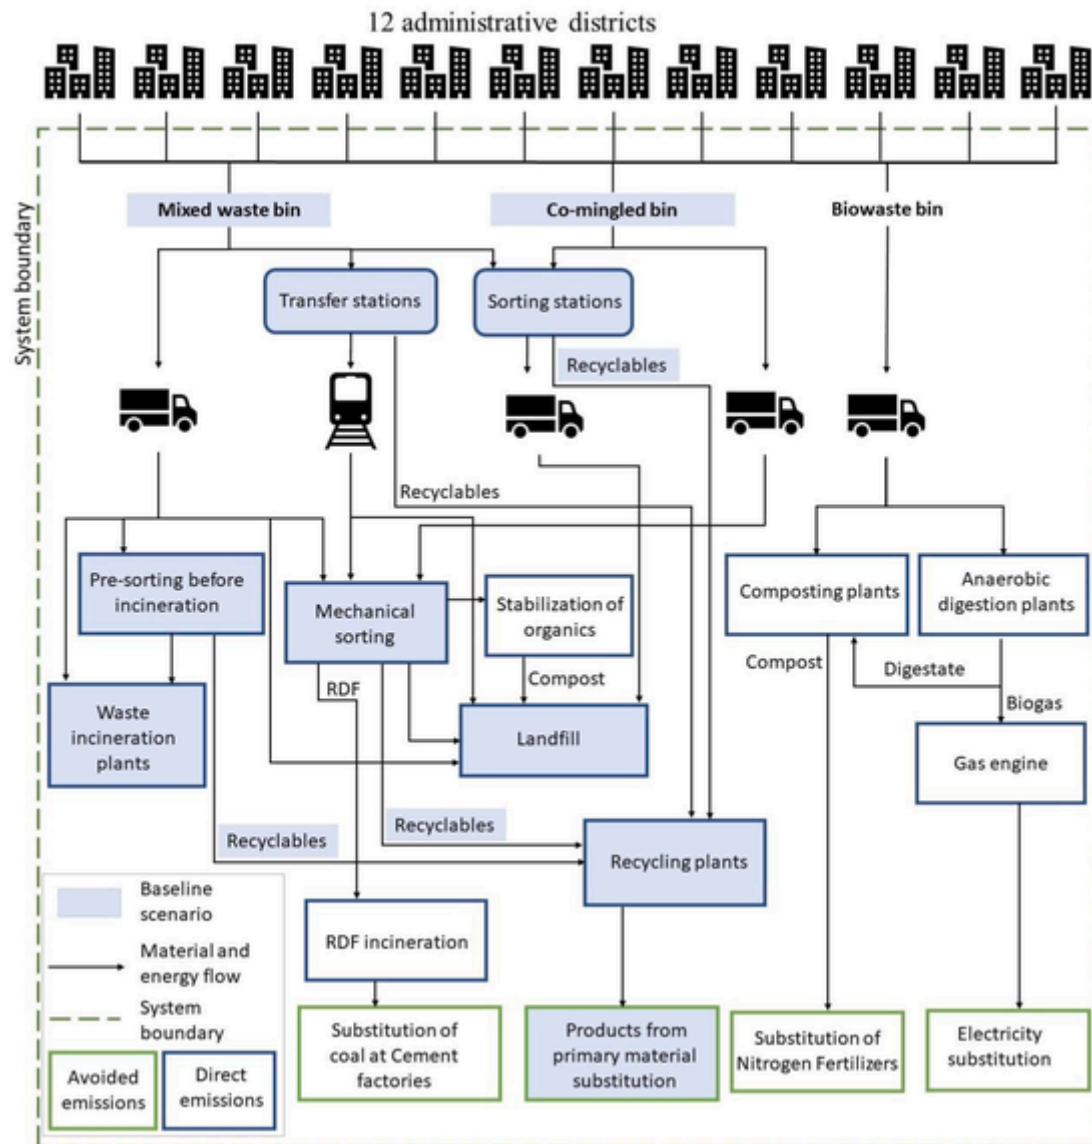 12 administrative districts
System boundary
Mixed waste bin
Co-mingled bin
Biowaste bin
Transfer stations
Sorting stations
Recyclables
Recyclables
Pre-sorting before
incineration
Mechanical
sorting
Stabilization of
organics
Composting plants
Anaerobic
digestion plants
RDF
Compost
Compost
Digestate
Biogas
Waste
incineration
plants
Landfill
Gas engine
Recyclables
Recyclables
Recycling plants
Baseline
scenario
Material and
energy flow
System
boundary
Avoided
emissions
Direct
emissions
RDF incineration
Substitution of
coal at Cement
factories
Products from
primary material
substitution
Substitution of
Nitrogen Fertilizers
Electricity
substitution